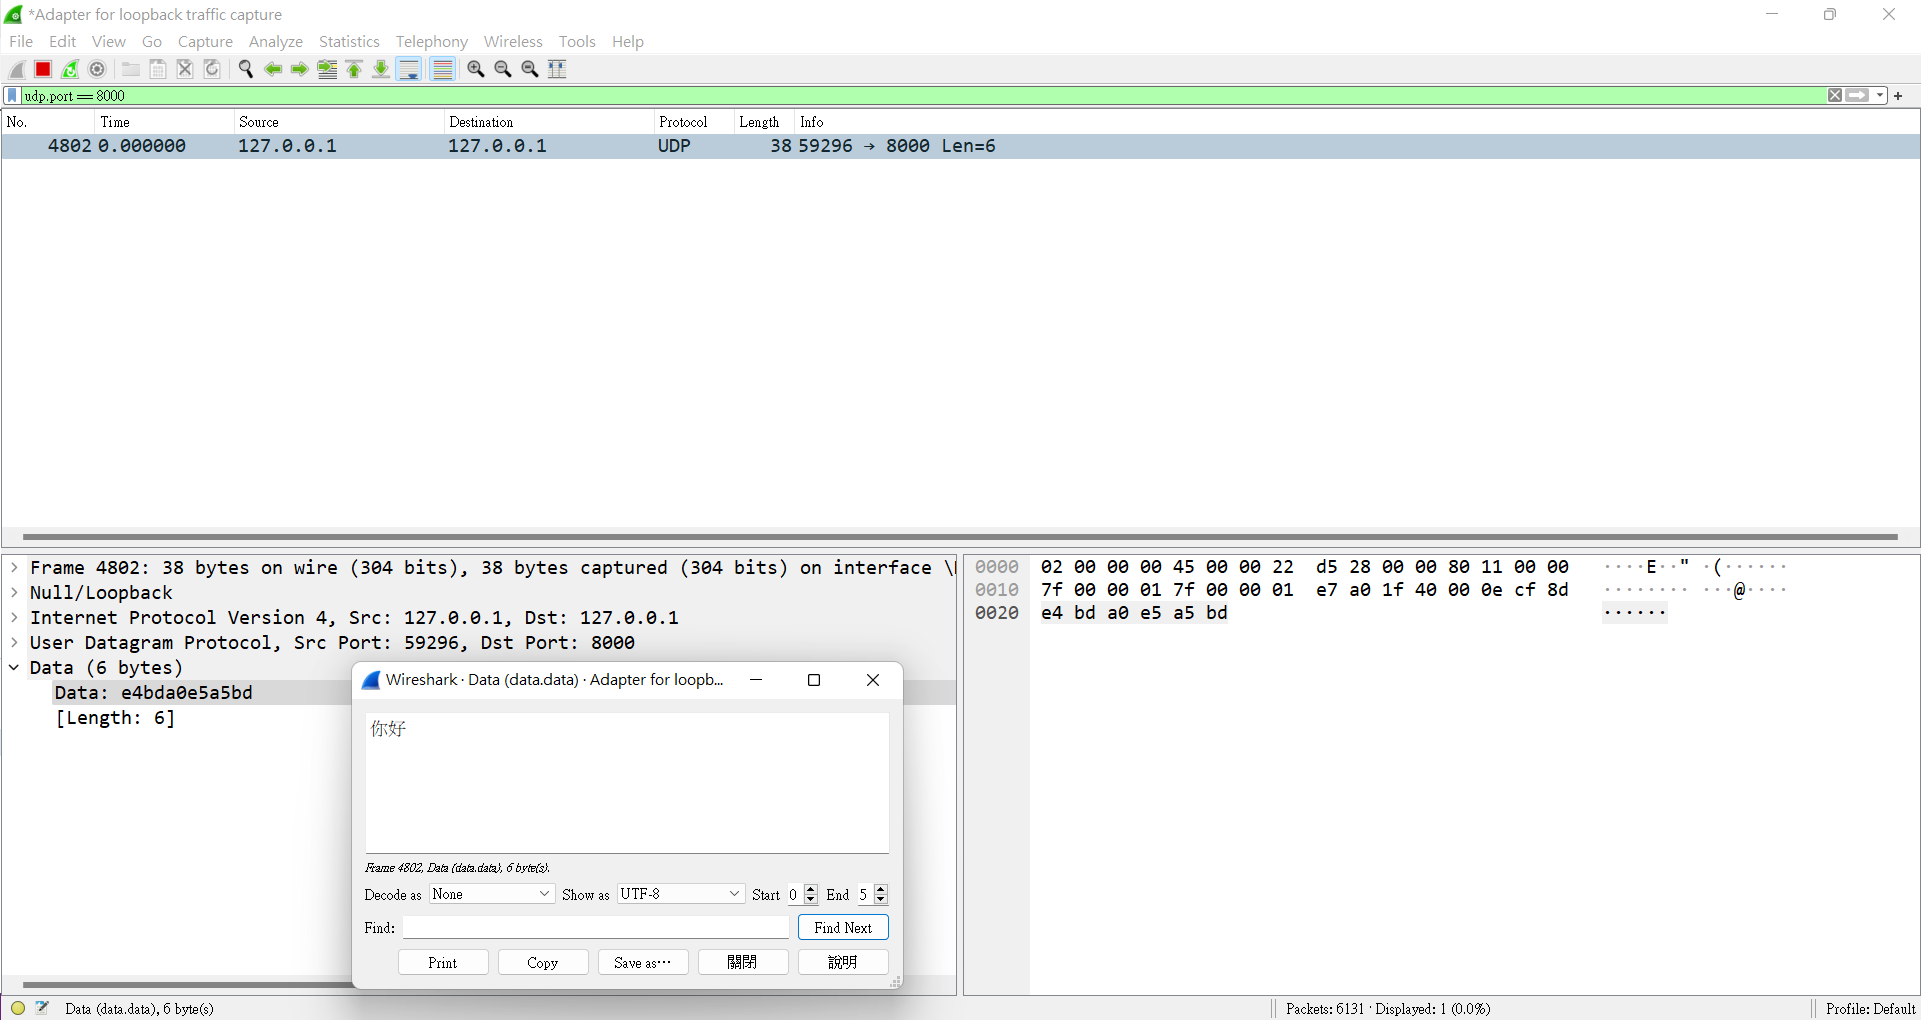 *Adapter for loopback traffic capture
File Edit View Go Capture Analyze Statistics Telephony Wireless Tools Help
udp.port == 8000
No. Time Source Destination Protocol Length Info
4802 0.000000 127.0.0.1 127.0.0.1 UDP 38 59296 → 8000 Len=6
Frame 4802: 38 bytes on wire (304 bits), 38 bytes captured (304 bits) on interface \
Null/Loopback
Internet Protocol Version 4, Src: 127.0.0.1, Dst: 127.0.0.1
User Datagram Protocol, Src Port: 59296, Dst Port: 8000
Data (6 bytes)
Data: e4bda0e5a5bd
[Length: 6]
0000 02 00 00 00 45 00 00 22 d5 28 00 00 80 11 00 00 ····E··" ·(······
0010 7f 00 00 01 7f 00 00 01 e7 a0 1f 40 00 0e cf 8d ········ ···@····
0020 e4 bd a0 e5 a5 bd ······
Wireshark · Data (data.data) · Adapter for loopb...
你好
Frame 4802, Data (data.data), 6 byte(s).
Decode as None Show as UTF-8 Start 0 End 5
Find: Find Next
Print Copy Save as… 關閉 說明
Data (data.data), 6 byte(s)
Packets: 6131 · Displayed: 1 (0.0%)
Profile: Default